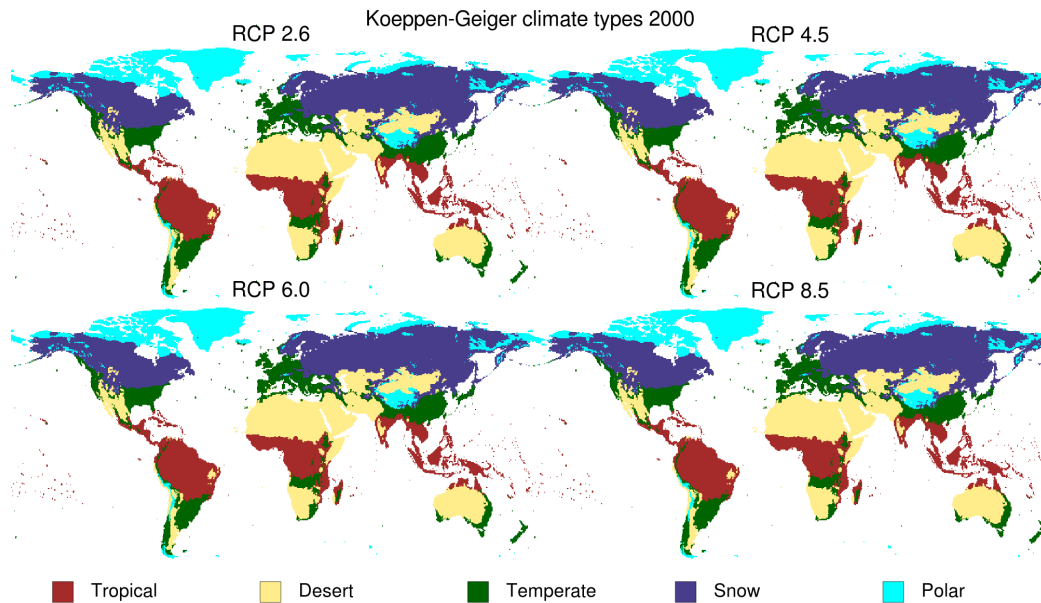 Koeppen-Geiger climate types 2000
RCP 2.6
RCP 4.5
RCP 6.0
RCP 8.5
Tropical
Desert
Temperate
Snow
Polar